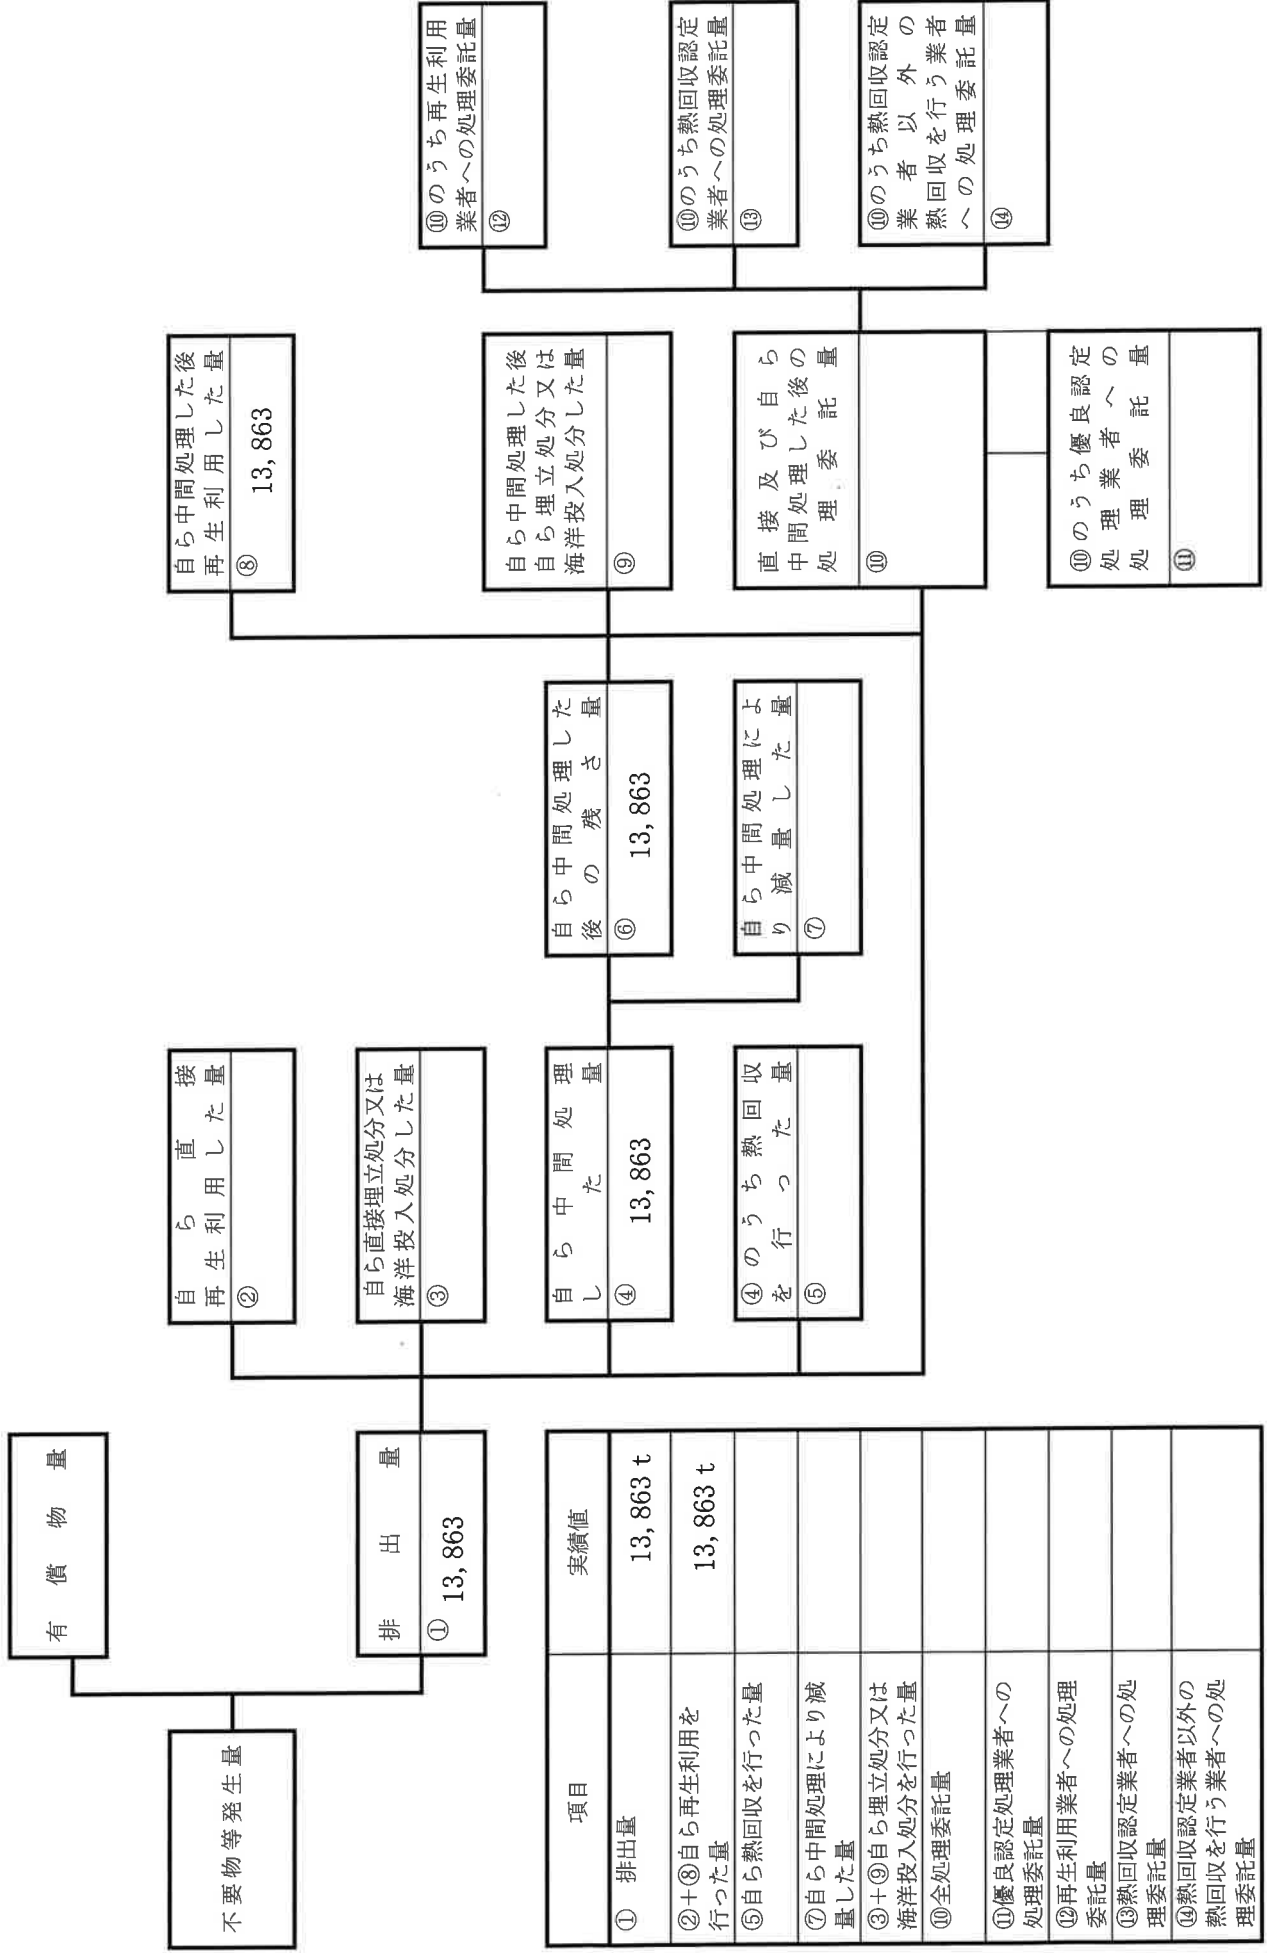 不要物等発生量
有償物量
排出量
① 13,863
自ら直接
再生利用した量
②
自ら直接埋立処分又は
海洋投入処分した量
③
自ら中間処理
した量
④ 13,863
④のうち熱回収
を行った量
⑤
自ら中間処理した
後の残さ量
⑥ 13,863
自ら中間処理によ
り減量した量
⑦
自ら中間処理した後
再生利用した量
⑧ 13,863
自ら中間処理した後
自ら埋立処分又は
海洋投入処分した量
⑨
直接及び自ら
中間処理した後の
処理委託量
⑩
⑩のうち優良認定
処理業者への
処理委託量
⑪
⑩のうち再生利用
業者への処理委託量
⑫
⑩のうち熱回収認定
業者への処理委託量
⑬
⑩のうち熱回収認定
業者以外の
熱回収を行う業者
への処理委託量
⑭
項目 実績値
① 排出量 13,863 t
②+⑧自ら再生利用を
行った量 13,863 t
⑤自ら熱回収を行った量
⑦自ら中間処理により減
量した量
③+⑨自ら埋立処分又は
海洋投入処分を行った量
⑩全処理委託量
⑪優良認定処理業者への
処理委託量
⑫再生利用業者への処理
委託量
⑬熱回収認定業者への処
理委託量
⑭熱回収認定業者以外の
熱回収を行う業者への処
理委託量